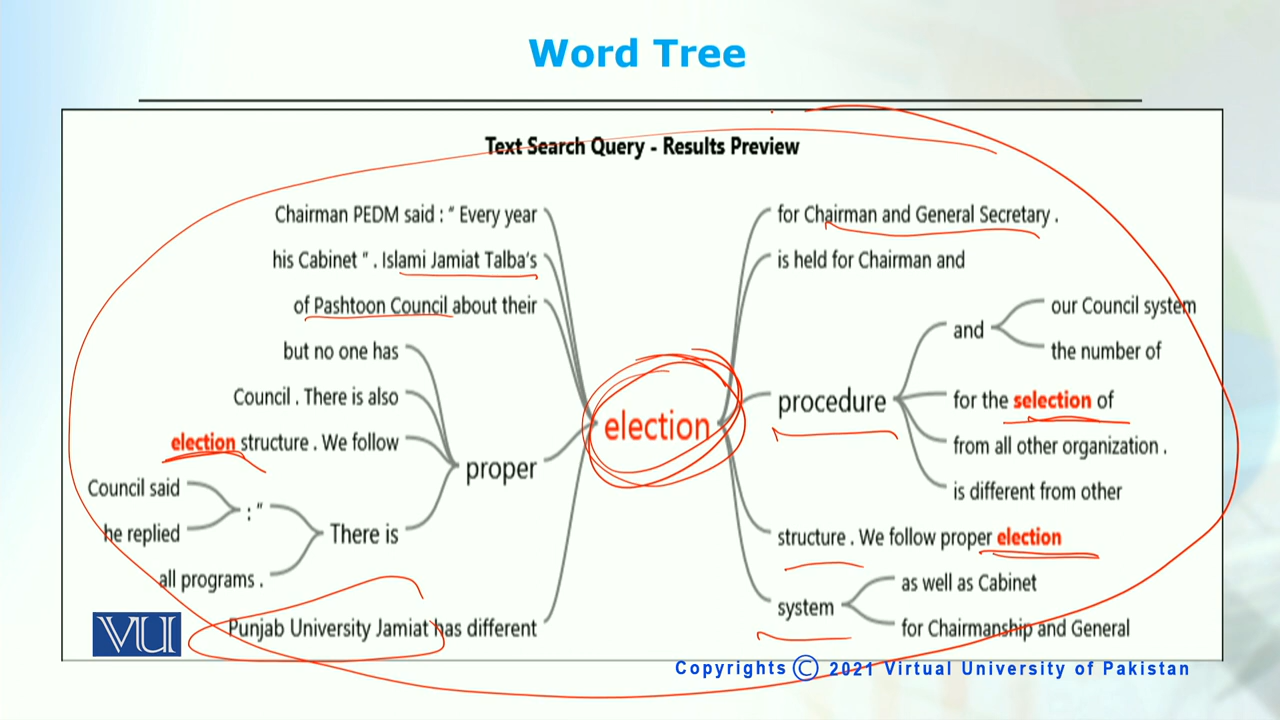 Word Tree
Text Search Query - Results Preview
Chairman PEDM said : " Every year
his Cabinet " . Islami Jamiat Talba's
of Pashtoon Council about their
but no one has
Council . There is also
election structure . We follow
Council said
he replied
: "
all programs .
There is
proper
Punjab University Jamiat has different
election
for Chairman and General Secretary .
is held for Chairman and
procedure
and
our Council system
the number of
for the selection of
from all other organization .
is different from other
structure . We follow proper election
system
as well as Cabinet
for Chairmanship and General
VU
Copyrights © 2021 Virtual University of Pakistan